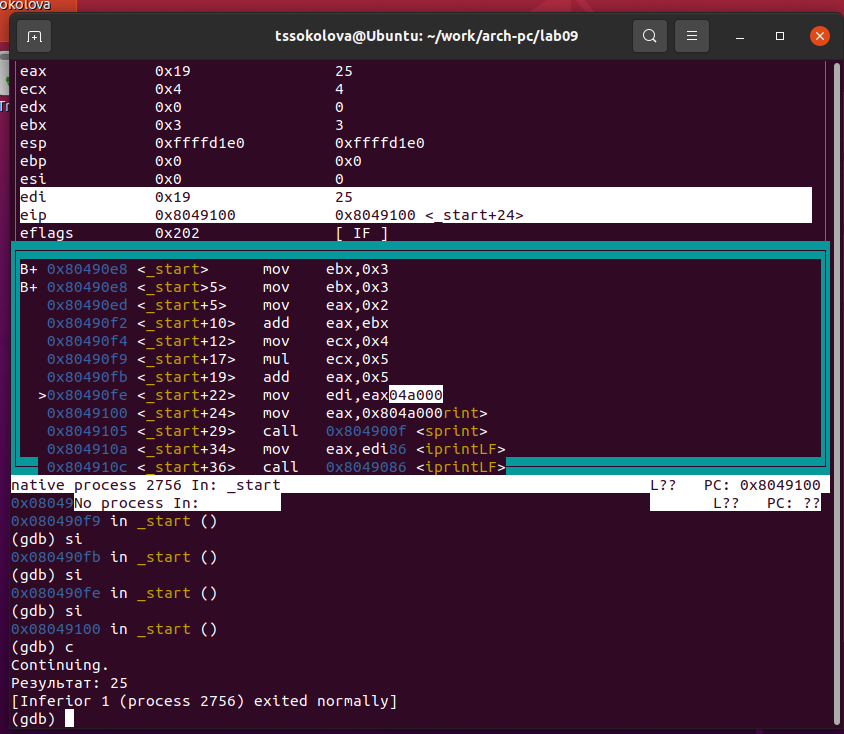 okolova
tssokolova@Ubuntu: ~/work/arch-pc/lab09
Tr
eax 0x19 25
ecx 0x4 4
edx 0x0 0
ebx 0x3 3
esp 0xffffd1e0 0xffffd1e0
ebp 0x0 0x0
esi 0x0 0
edi 0x19 25
eip 0x8049100 0x8049100 <_start+24>
eflags 0x202 [ IF ]
B+ 0x80490e8 <_start> mov ebx,0x3
B+ 0x80490e8 <_start>5> mov ebx,0x3
0x80490ed <_start+5> mov eax,0x2
0x80490f2 <_start+10> add eax,ebx
0x80490f4 <_start+12> mov ecx,0x4
0x80490f9 <_start+17> mul ecx,0x5
0x80490fb <_start+19> add eax,0x5
>0x80490fe <_start+22> mov edi,eax04a000
0x8049100 <_start+24> mov eax,0x804a000rint>
0x8049105 <_start+29> call 0x804900f <sprint>
0x804910a <_start+34> mov eax,edi86 <iprintLF>
0x804910c <_start+36> call 0x8049086 <iprintLF>
native process 2756 In: _start L?? PC: 0x8049100
0x08049No process In: L?? PC: ??
0x080490f9 in _start ()
(gdb) si
0x080490fb in _start ()
(gdb) si
0x080490fe in _start ()
(gdb) si
0x08049100 in _start ()
(gdb) c
Continuing.
Результат: 25
[Inferior 1 (process 2756) exited normally]
(gdb)